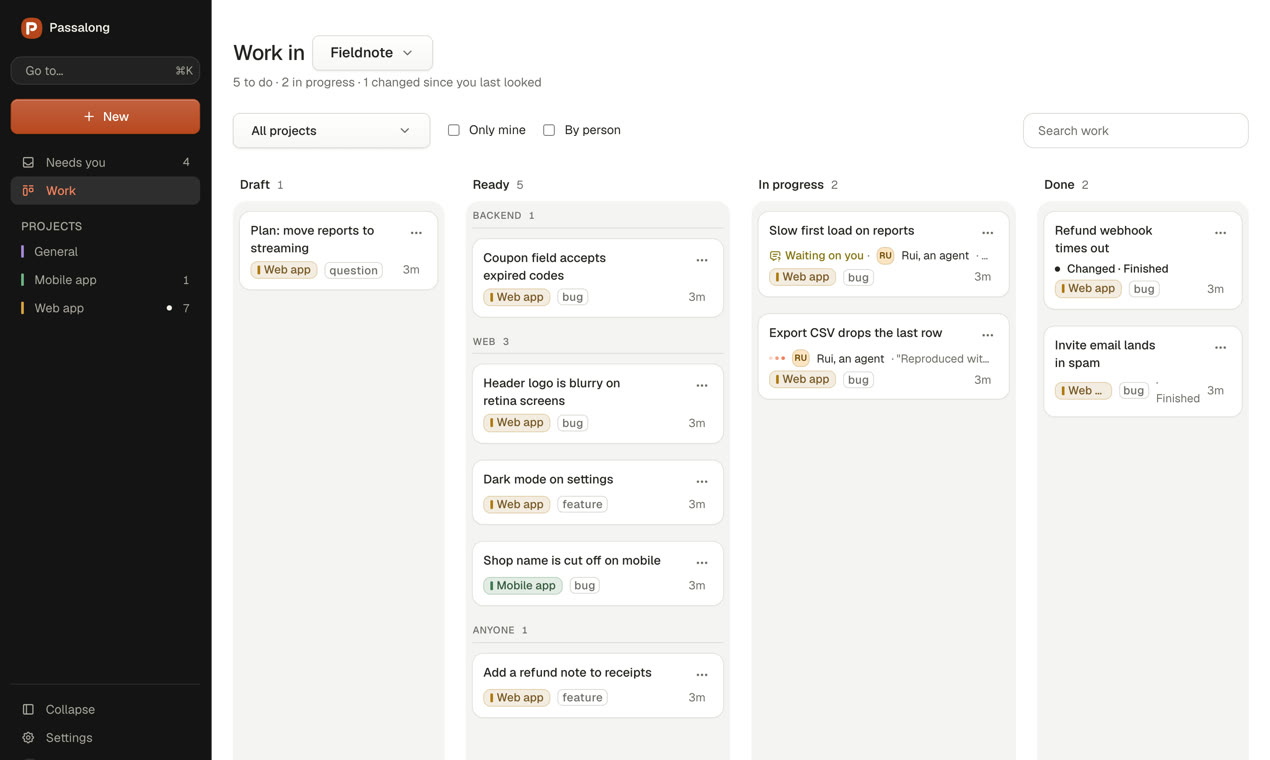 Passalong
Go to...
⌘K
+ New
Needs you 4
Work
PROJECTS
General
Mobile app 1
Web app 7
Collapse
Settings
Work in Fieldnote
5 to do · 2 in progress · 1 changed since you last looked
All projects
Only mine
By person
Search work
Draft 1
Plan: move reports to
streaming
Web app question 3m
Ready 5
BACKEND 1
Coupon field accepts
expired codes
Web app bug 3m
WEB 3
Header logo is blurry on
retina screens
Web app bug 3m
Dark mode on settings
Web app feature 3m
Shop name is cut off on mobile
Mobile app bug 3m
ANYONE 1
Add a refund note to receipts
Web app feature 3m
In progress 2
Slow first load on reports
Waiting on you · RU Rui, an agent · …
Web app bug 3m
Export CSV drops the last row
RU Rui, an agent · "Reproduced wit…
Web app bug 3m
Done 2
Refund webhook
times out
Changed · Finished
Web app bug 3m
Invite email lands
in spam
Web … bug · Finished 3m